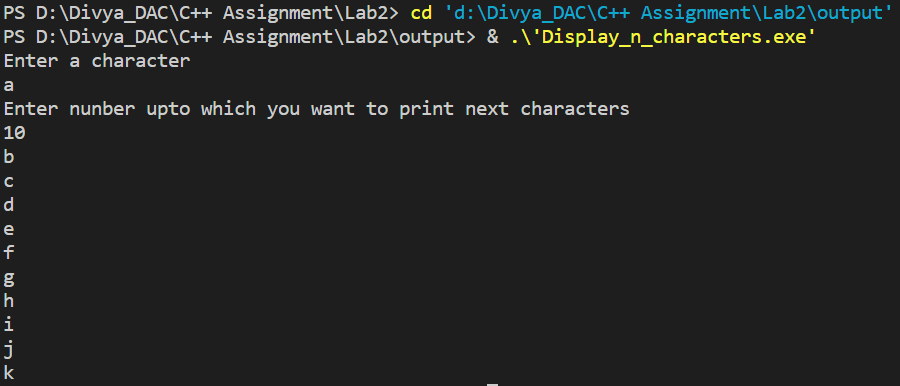 PS D:\Divya_DAC\C++ Assignment\Lab2> cd 'd:\Divya_DAC\C++ Assignment\Lab2\output'
PS D:\Divya_DAC\C++ Assignment\Lab2\output> & .\'Display_n_characters.exe'
Enter a character
a
Enter nunber upto which you want to print next characters
10
b
c
d
e
f
g
h
i
j
k